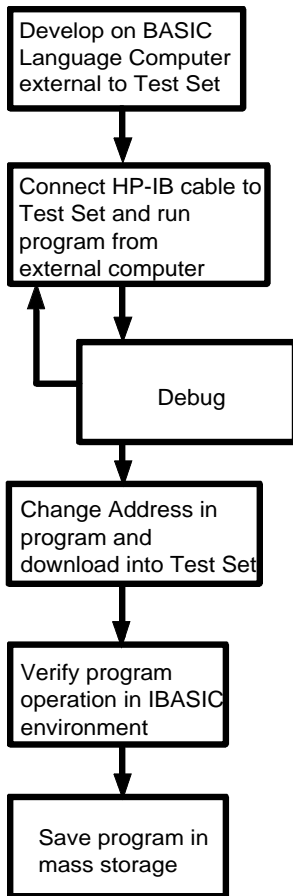 Develop on BASIC
Language Computer
external to Test Set
Connect HP-IB cable to
Test Set and run
program from
external computer
Debug
Change Address in
program and
download into Test Set
Verify program
operation in IBASIC
environment
Save program in
mass storage